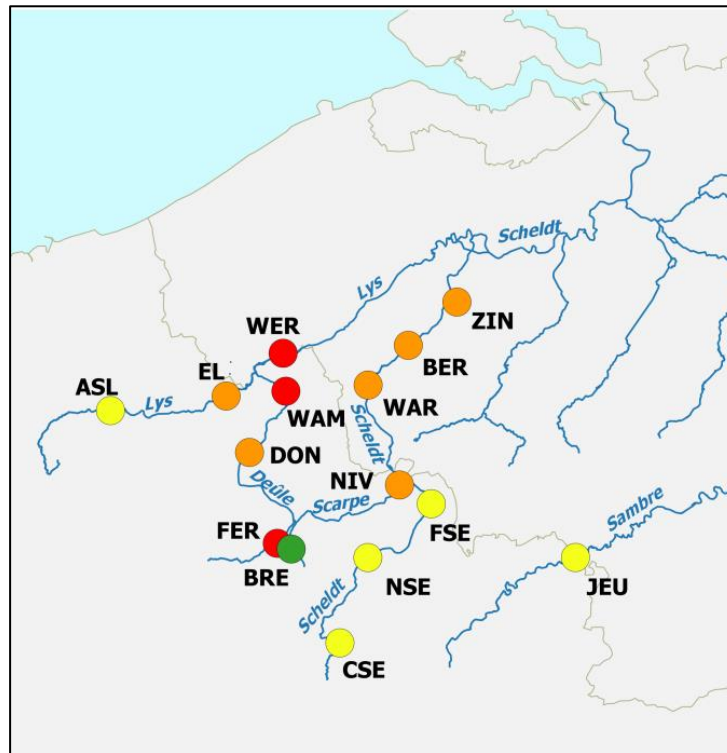 Scheldt
Lys
ZIN
WER
BER
EL
ASL
Lys
WAM
WAR
Scheldt
DON
NIV
Deûle
Scarpe
FSE
Sambre
FER
BRE
NSE
JEU
Scheldt
CSE